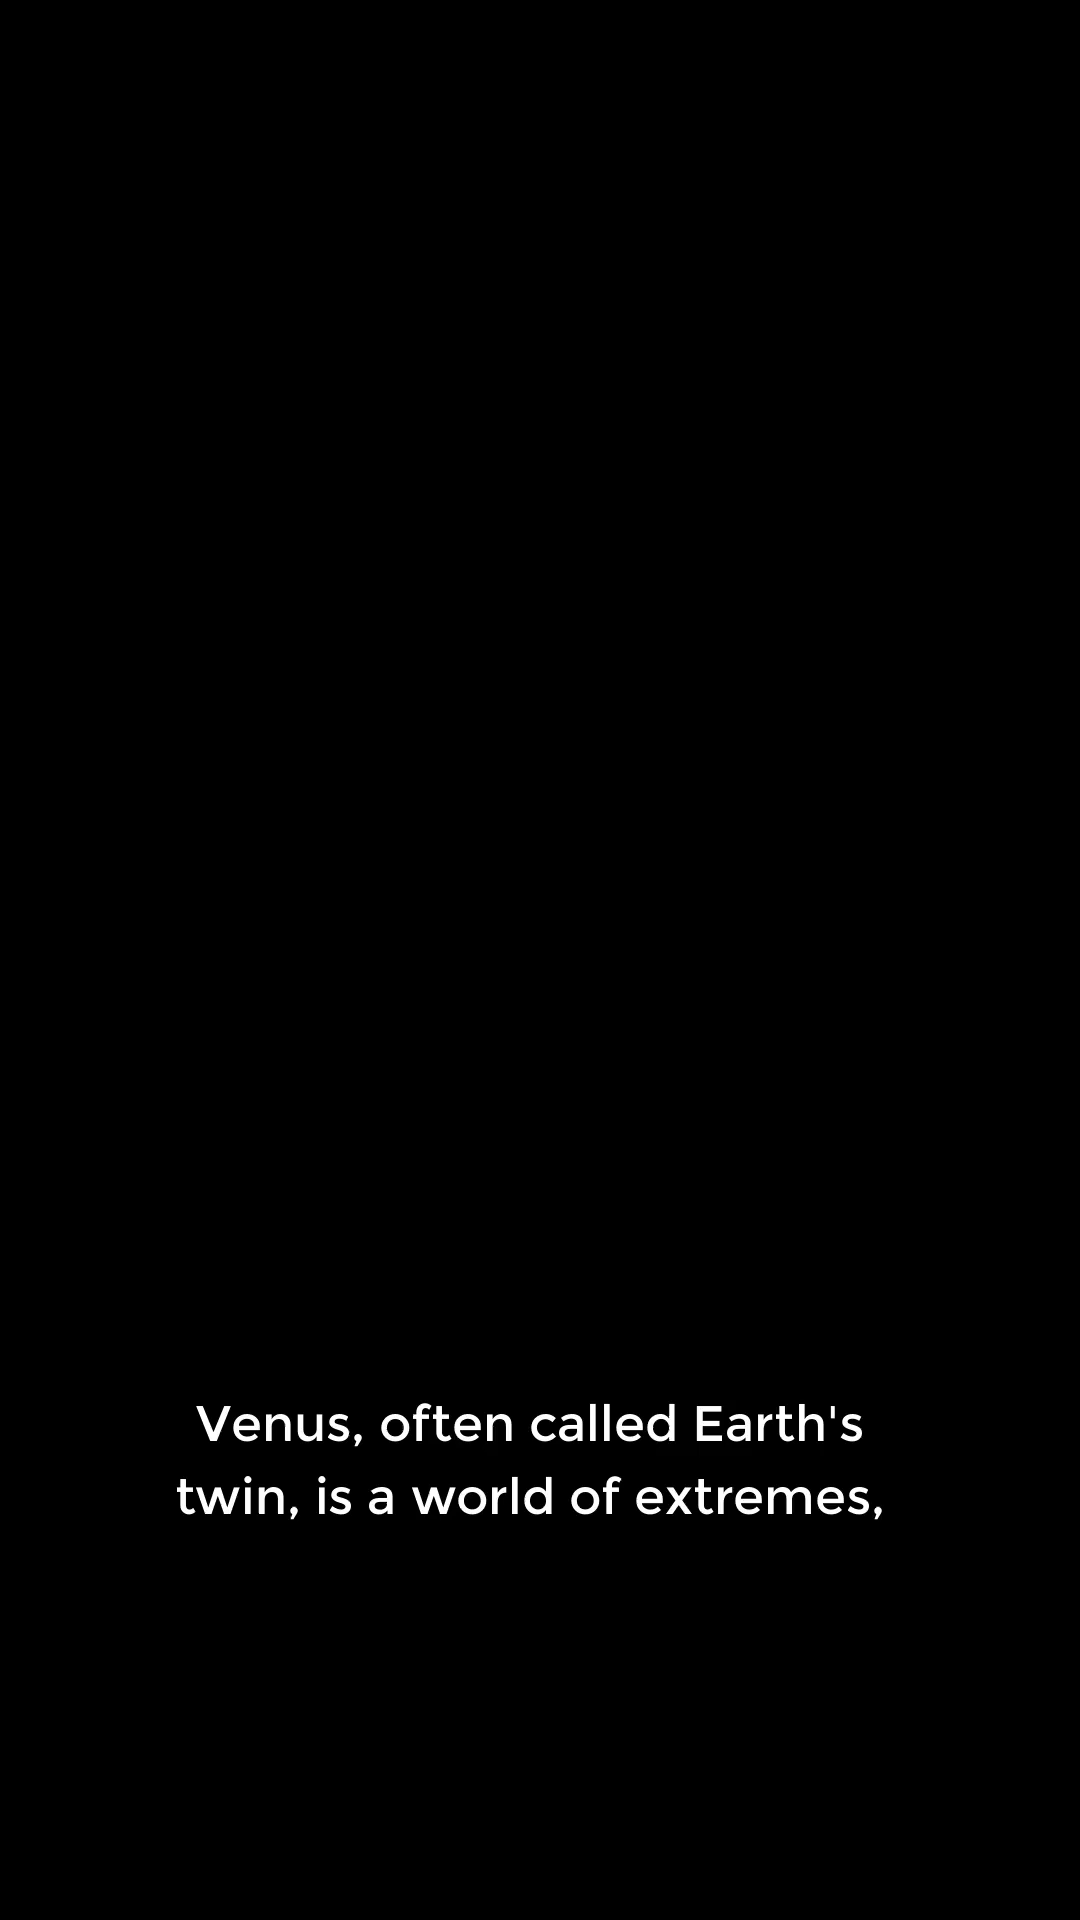 Venus, often called Earth's
twin, is a world of extremes,